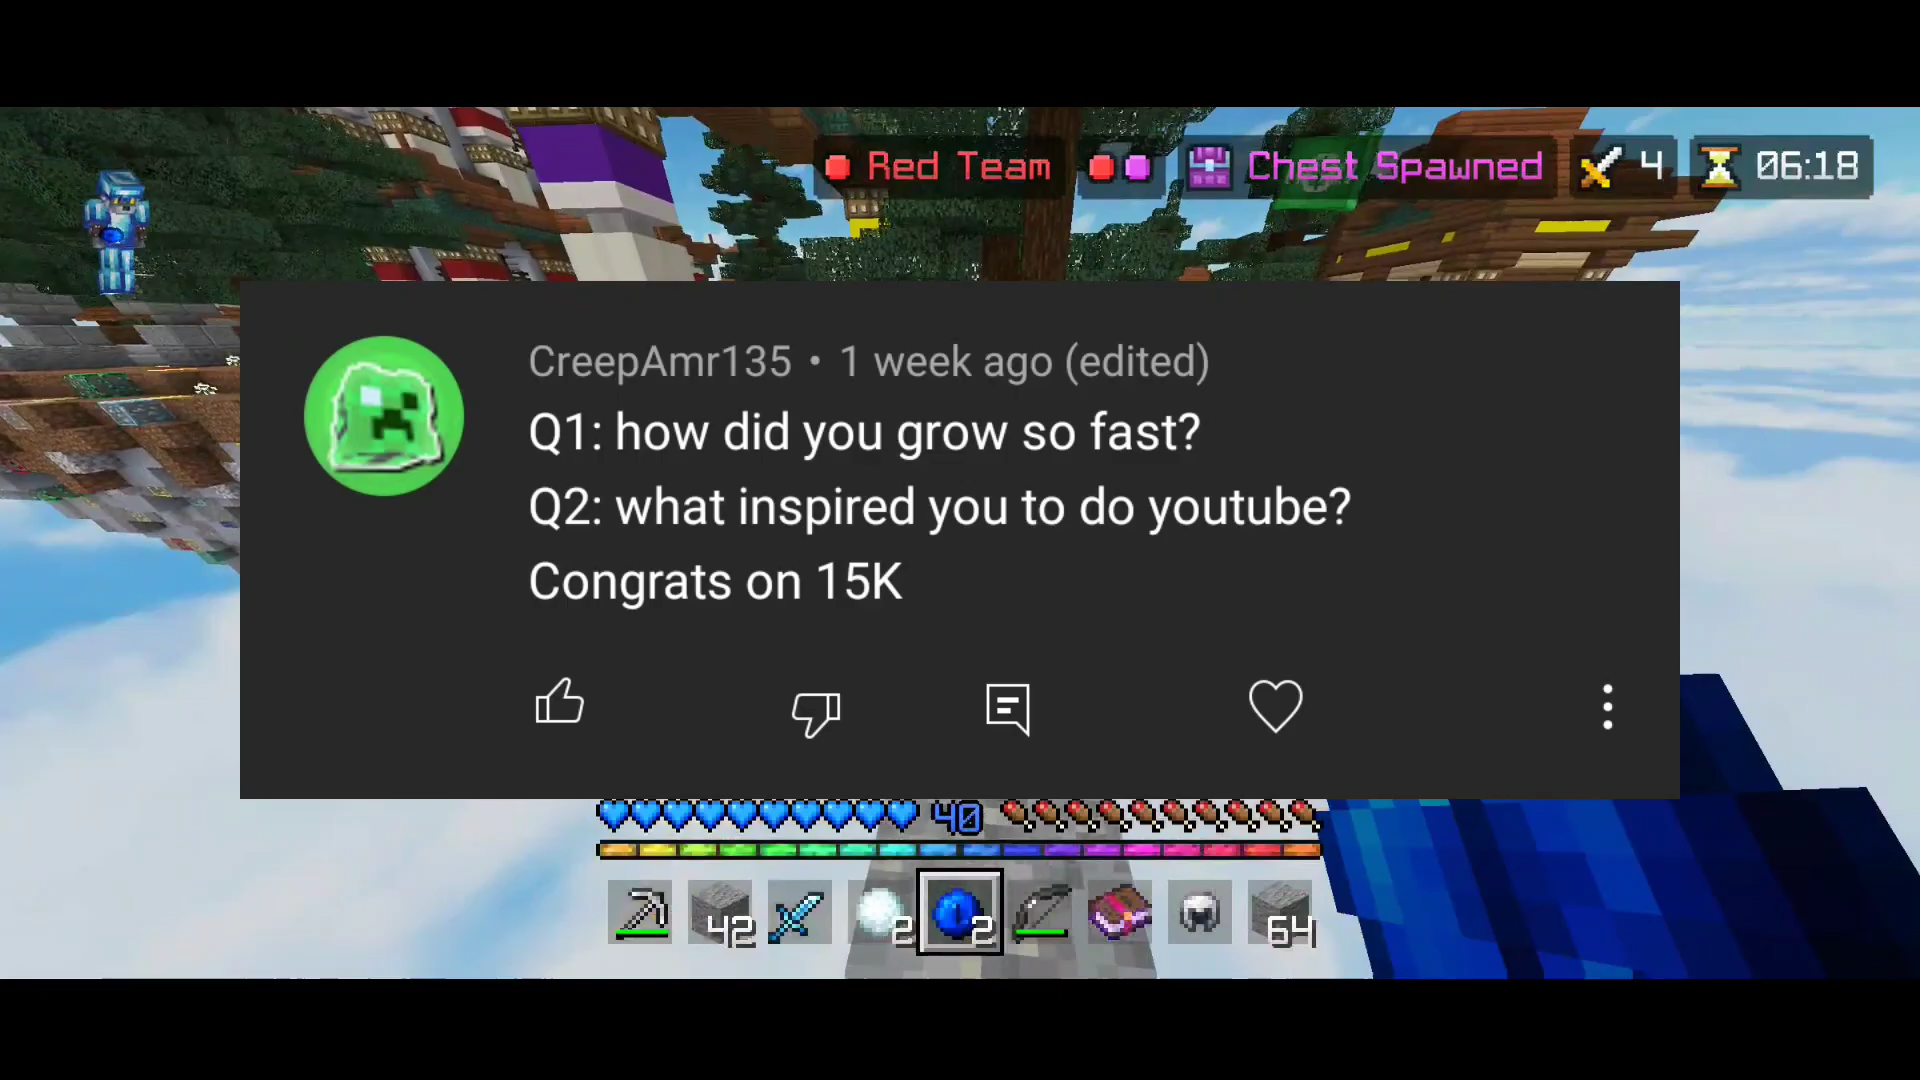 Red Team
Chest Spawned
4
06:18
CreepAmr135 • 1 week ago (edited)
Q1: how did you grow so fast?
Q2: what inspired you to do youtube?
Congrats on 15K
40
42
2
2
64